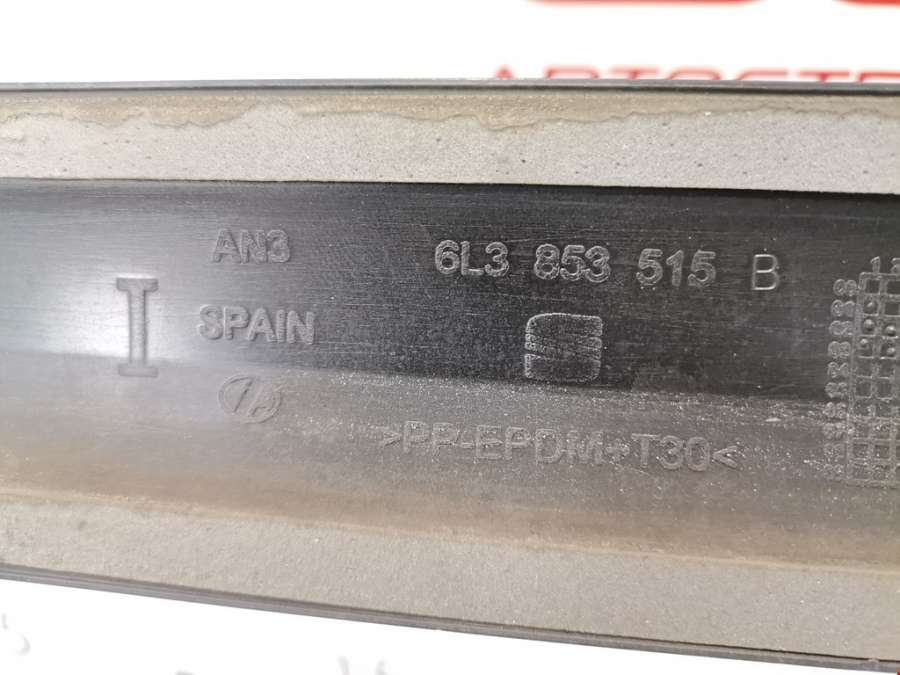 AN3
6L3 853 515 B
I
SPAIN
>PP-EPDM+T30<